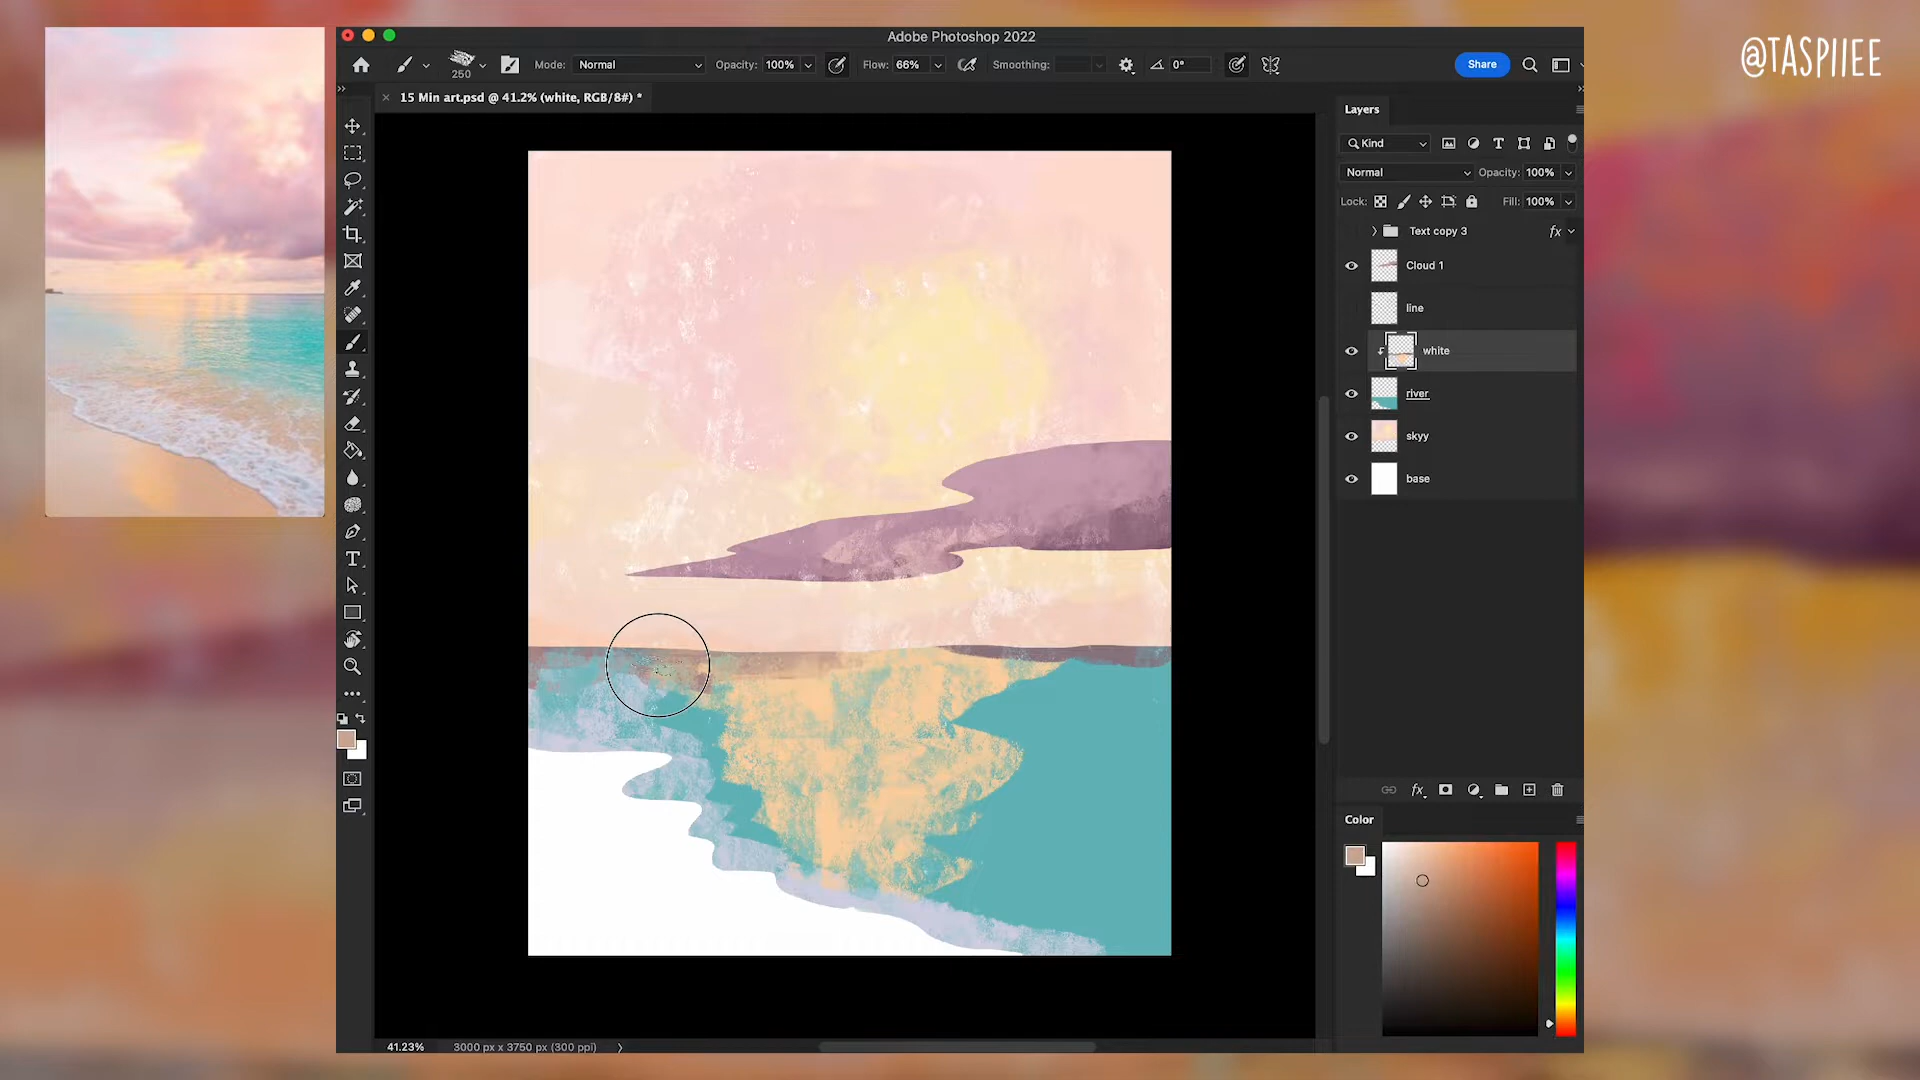 @TASPIIEE
Adobe Photoshop 2022
250
Mode: Normal
Opacity: 100%
Flow: 66%
Smoothing:
0°
Share
15 Min art.psd @ 41.2% (white, RGB/8#) *
Layers
Kind
Normal
Opacity: 100%
Lock:
Fill: 100%
Text copy 3
fx
Cloud 1
line
white
river
skyy
base
fx
Color
41.23%
3000 px x 3750 px (300 ppi)